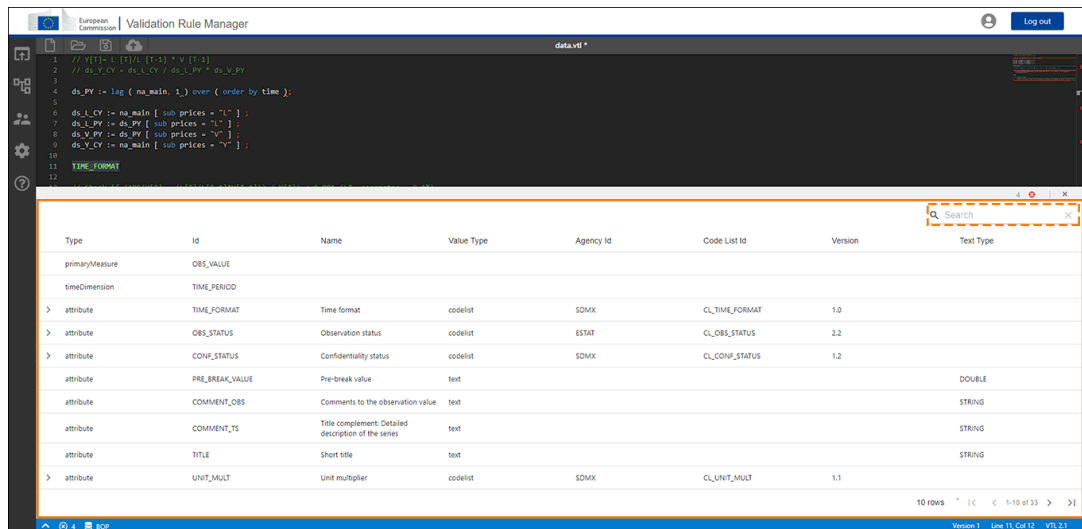 European
Commission
Validation Rule Manager
Log out
data.vtl *
1 // Y[T]= L [T]/L [T-1] * V [T-1]
2 // ds_Y_CY = ds_L_CY / ds_L_PY * ds_V_PY
3
4 ds_PY := lag ( na_main, 1 ) over ( order by time );
5
6 ds_L_CY := na_main [ sub prices = "L" ] ;
7 ds_L_PY := ds_PY [ sub prices = "L" ] ;
8 ds_V_PY := ds_PY [ sub prices = "V" ] ;
9 ds_Y_CY := na_main [ sub prices = "Y" ] ;
10
11 TIME_FORMAT
12
4
Search
Type Id Name Value Type Agency Id Code List Id Version Text Type
primaryMeasure OBS_VALUE
timeDimension TIME_PERIOD
attribute TIME_FORMAT Time format codelist SDMX CL_TIME_FORMAT 1.0
attribute OBS_STATUS Observation status codelist ESTAT CL_OBS_STATUS 2.2
attribute CONF_STATUS Confidentiality status codelist SDMX CL_CONF_STATUS 1.2
attribute PRE_BREAK_VALUE Pre-break value text DOUBLE
attribute COMMENT_OBS Comments to the observation value text STRING
attribute COMMENT_TS Title complement: Detailed description of the series text STRING
attribute TITLE Short title text STRING
attribute UNIT_MULT Unit multiplier codelist SDMX CL_UNIT_MULT 1.1
10 rows 1-10 of 33
4 BOP Version 1 Line 11, Col 12 VTL 2.1